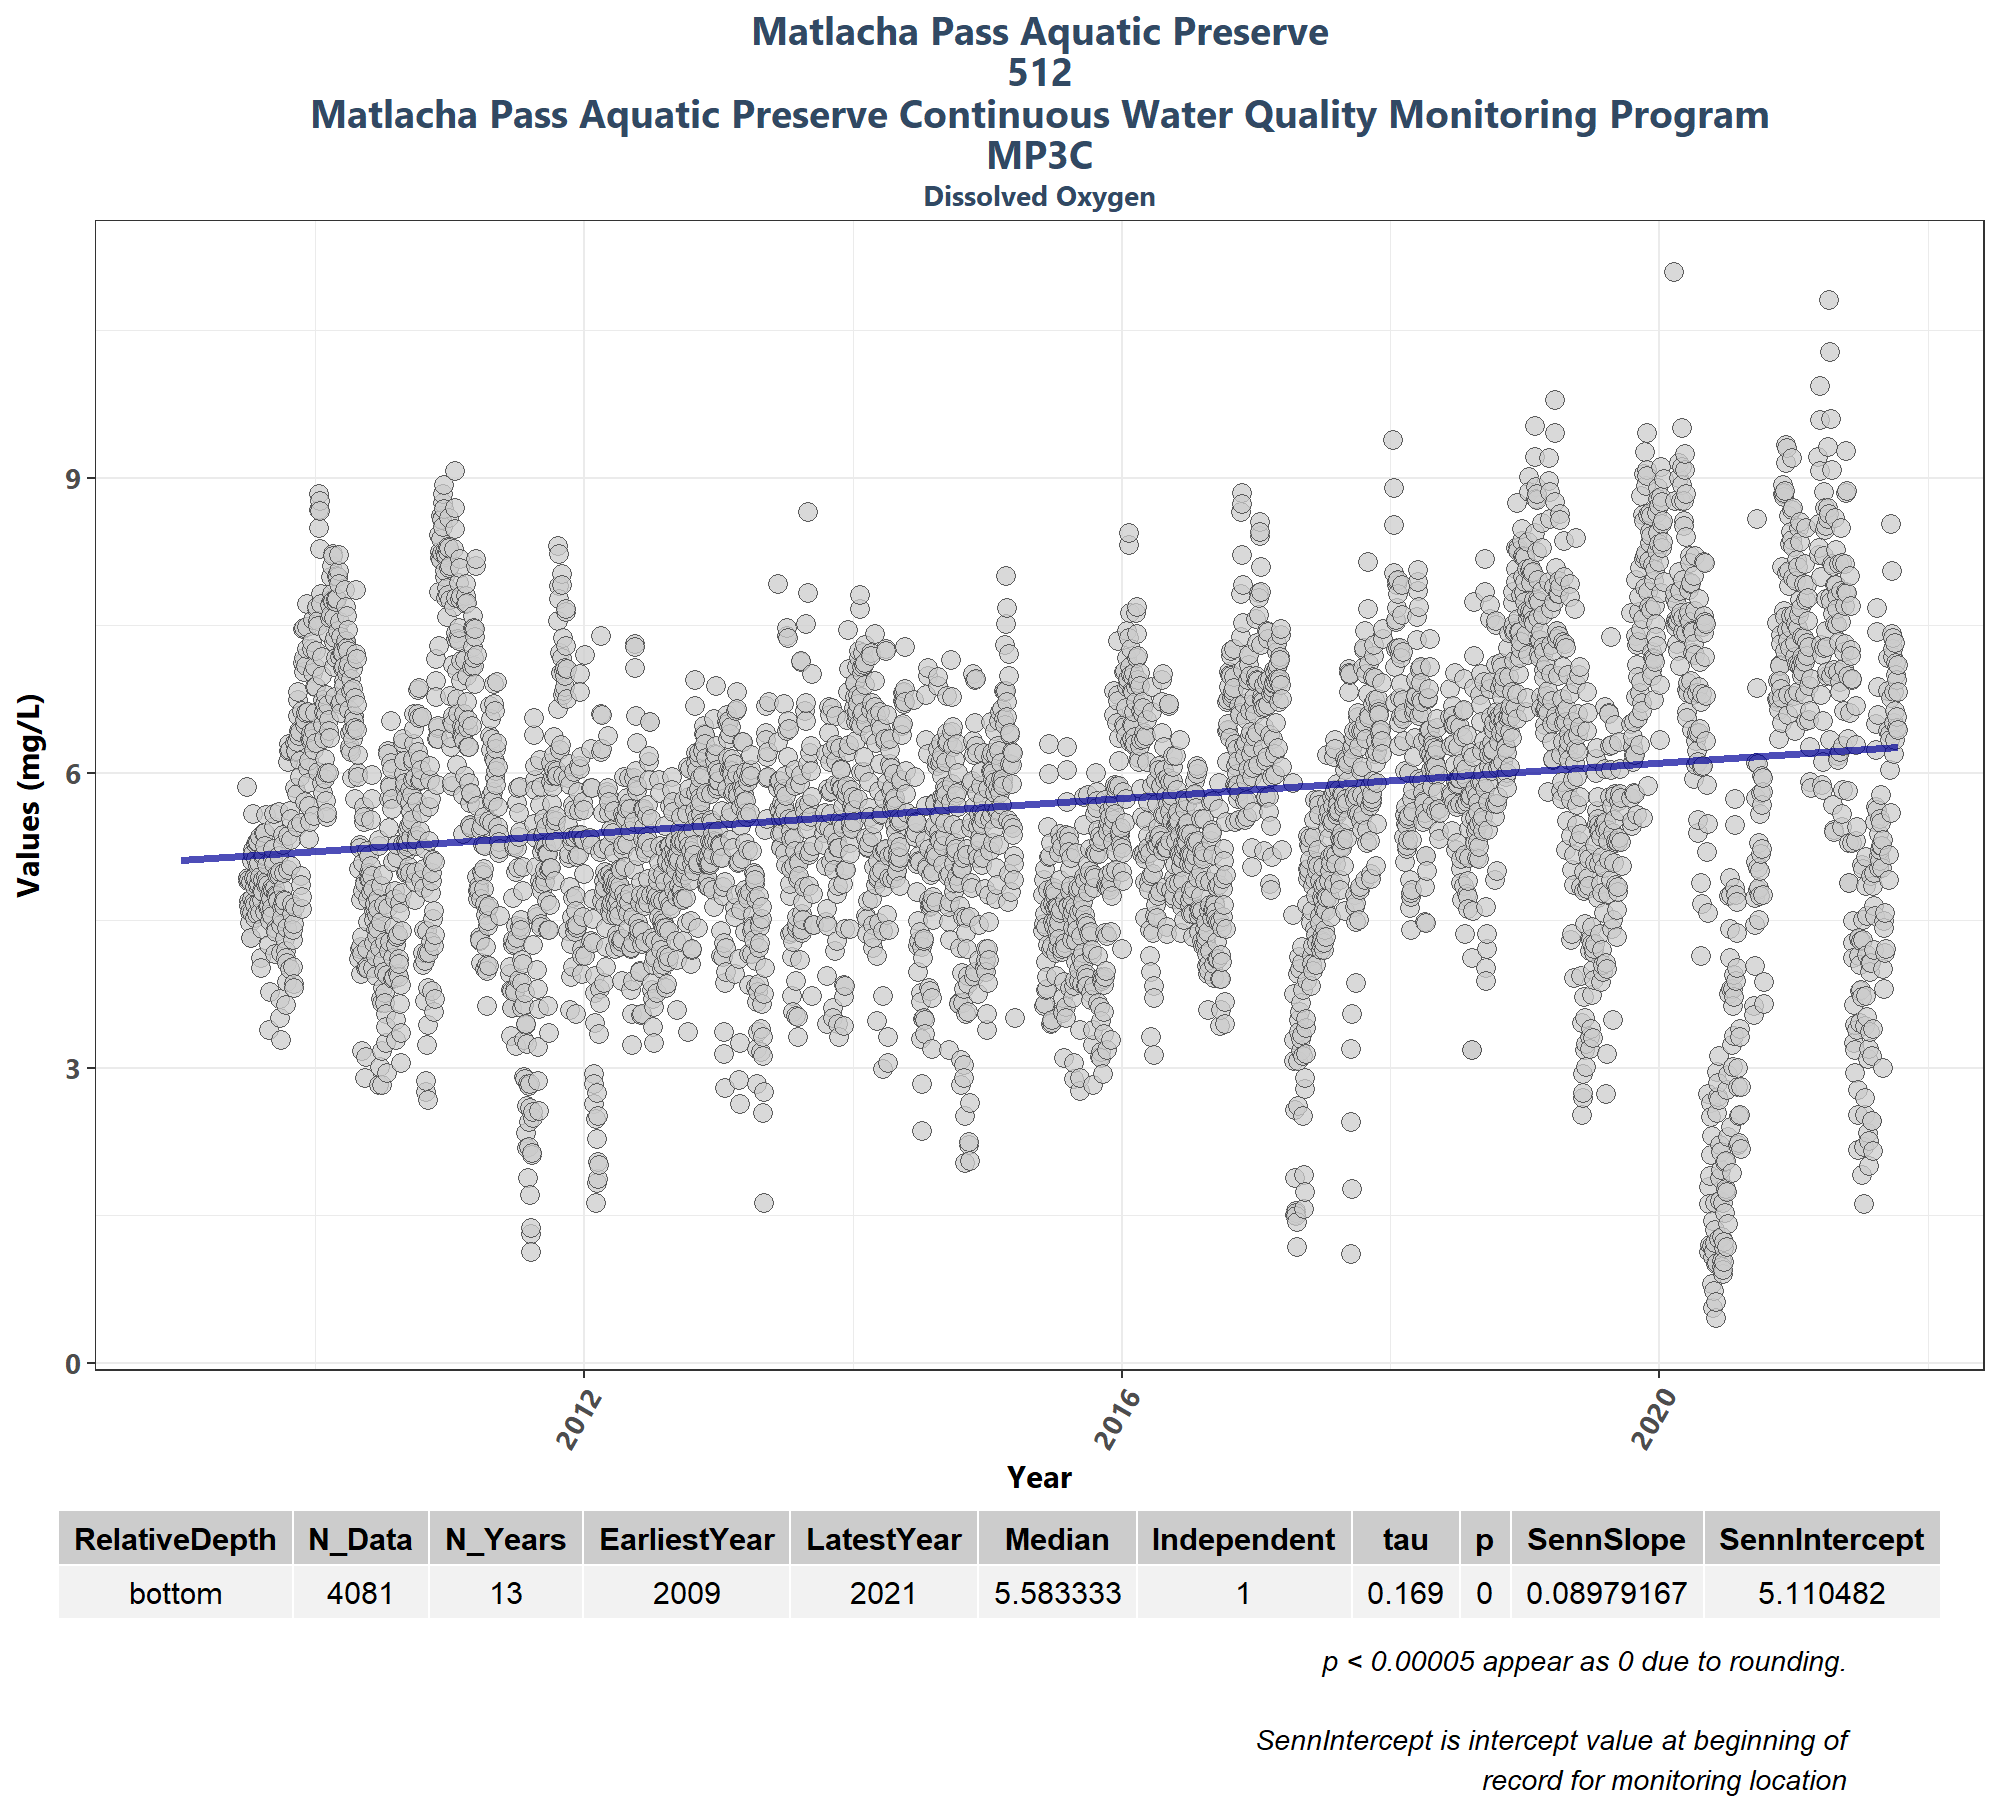 Matlacha Pass Aquatic Preserve
512
Matlacha Pass Aquatic Preserve Continuous Water Quality Monitoring Program
MP3C
Dissolved Oxygen
Values (mg/L)
9
6
3
0
2012 2016 2020
Year
RelativeDepth N_Data N_Years EarliestYear LatestYear Median Independent tau p SennSlope SennIntercept
bottom 4081 13 2009 2021 5.583333 1 0.169 0 0.08979167 5.110482
p < 0.00005 appear as 0 due to rounding.
SennIntercept is intercept value at beginning of
record for monitoring location